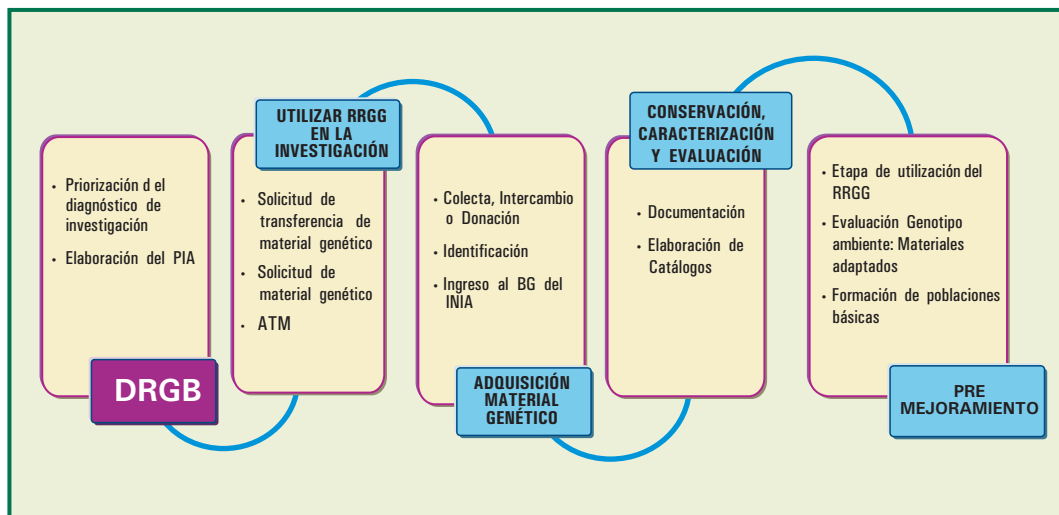 • Priorización d el
diagnóstico de
investigación
• Elaboración del PIA
DRGB
UTILIZAR RRGG
EN LA
INVESTIGACIÓN
• Solicitud de
transferencia de
material genético
• Solicitud de
material genético
• ATM
• Colecta, Intercambio
o Donación
• Identificación
• Ingreso al BG del
INIA
ADQUISICIÓN
MATERIAL
GENÉTICO
CONSERVACIÓN,
CARACTERIZACIÓN
Y EVALUACIÓN
• Documentación
• Elaboración de
Catálogos
• Etapa de utilización del
RRGG
• Evaluación Genotipo
ambiente: Materiales
adaptados
• Formación de poblaciones
básicas
PRE
MEJORAMIENTO